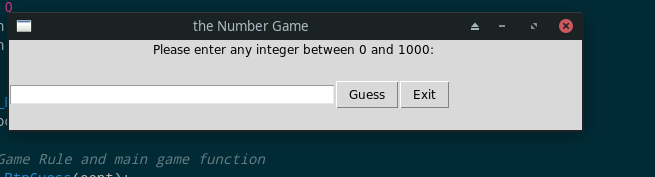 0
the Number Game
Please enter any integer between 0 and 1000:
Guess Exit
Game Rule and main game function